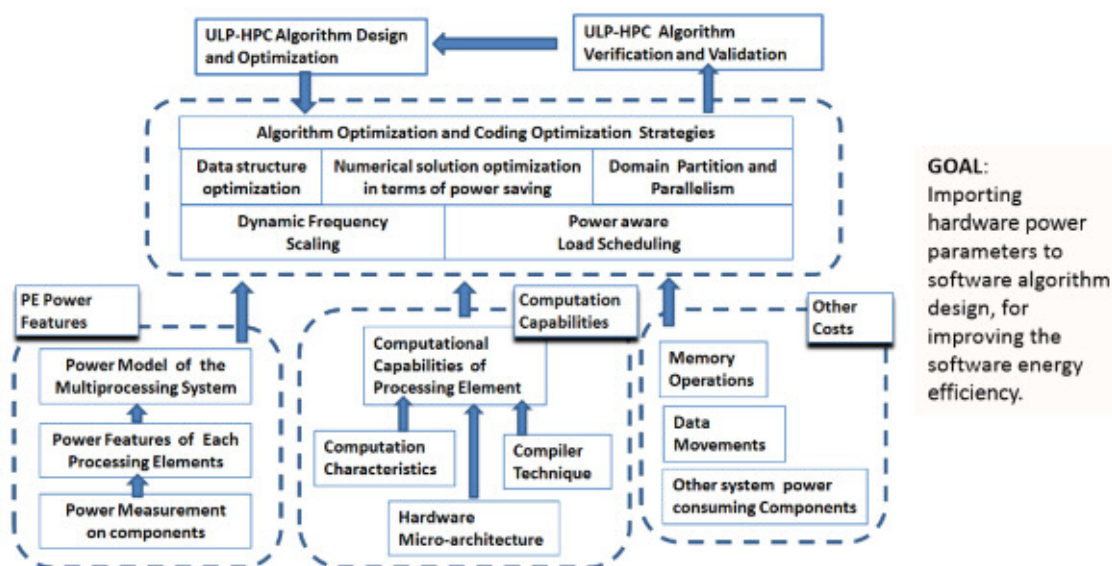 ULP-HPC Algorithm Design
and Optimization
ULP-HPC Algorithm
Verification and Validation
Algorithm Optimization and Coding Optimization Strategies
Data structure
optimization
Numerical solution optimization
in terms of power saving
Domain Partition and
Parallelism
Dynamic Frequency
Scaling
Power aware
Load Scheduling
GOAL:
Importing
hardware power
parameters to
software algorithm
design, for
improving the
software energy
efficiency.
PE Power
Features
Power Model of the
Multiprocessing System
Power Features of Each
Processing Elements
Power Measurement
on components
Computation
Capabilities
Computational
Capabilities of
Processing Element
Computation
Characteristics
Compiler
Technique
Hardware
Micro-architecture
Other
Costs
Memory
Operations
Data
Movements
Other system power
consuming Components